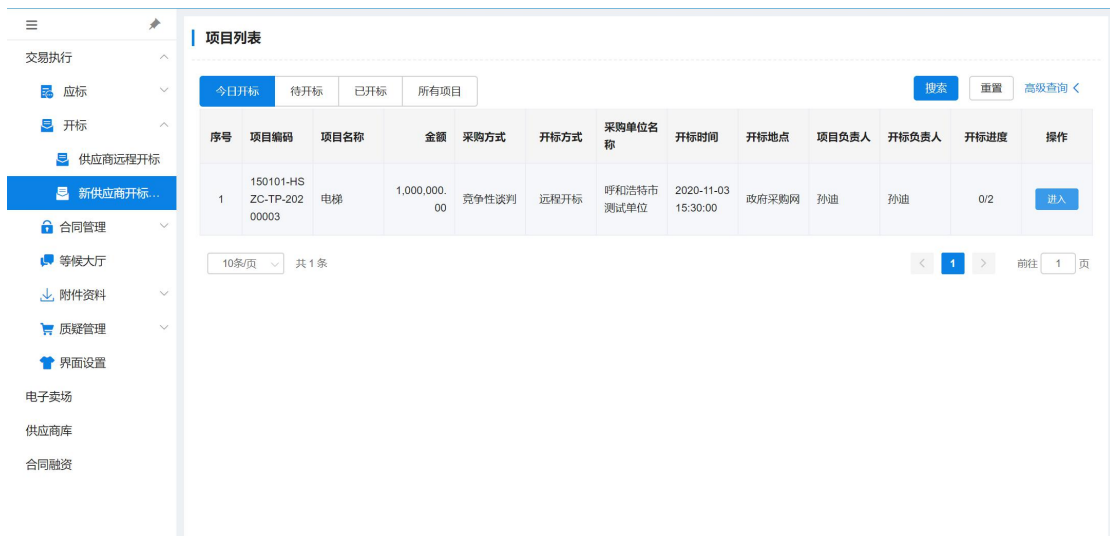 交易执行
应标
开标
供应商远程开标
新供应商开标...
合同管理
等候大厅
附件资料
质疑管理
界面设置
电子卖场
供应商库
合同融资
项目列表
今日开标 待开标 已开标 所有项目 搜索 重置 高级查询
序号 项目编码 项目名称 金额 采购方式 开标方式 采购单位名称 开标时间 开标地点 项目负责人 开标负责人 开标进度 操作
1 150101-HSZC-TP-20200003 电梯 1,000,000.00 竞争性谈判 远程开标 呼和浩特市测试单位 2020-11-03 15:30:00 政府采购网 孙迪 孙迪 0/2 进入
10条/页 共 1 条 1 前往 1 页